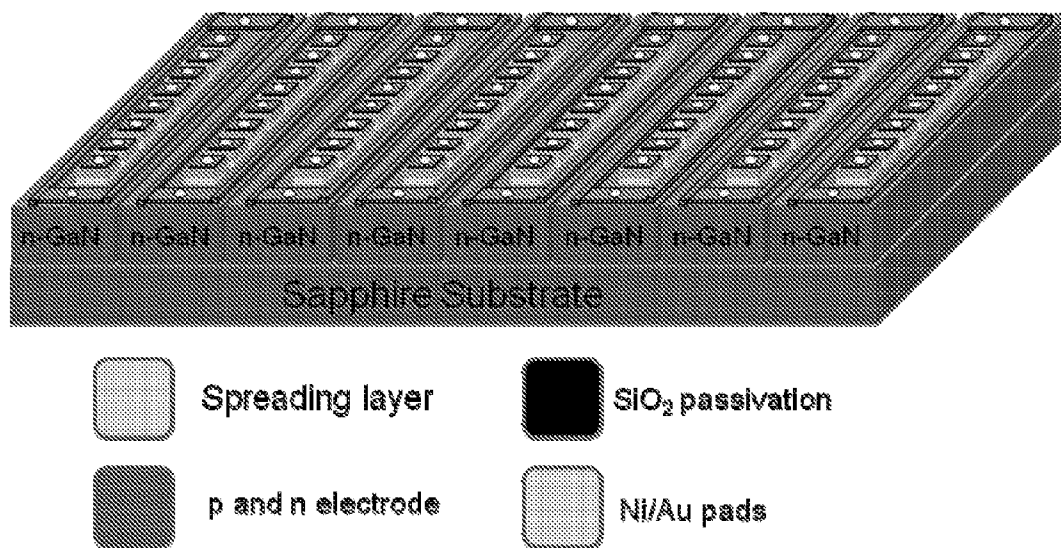 n-GaN n-GaN n-GaN n-GaN n-GaN n-GaN n-GaN n-GaN
Sapphire Substrate
Spreading layer
SiO₂ passivation
p and n electrode
Ni/Au pads